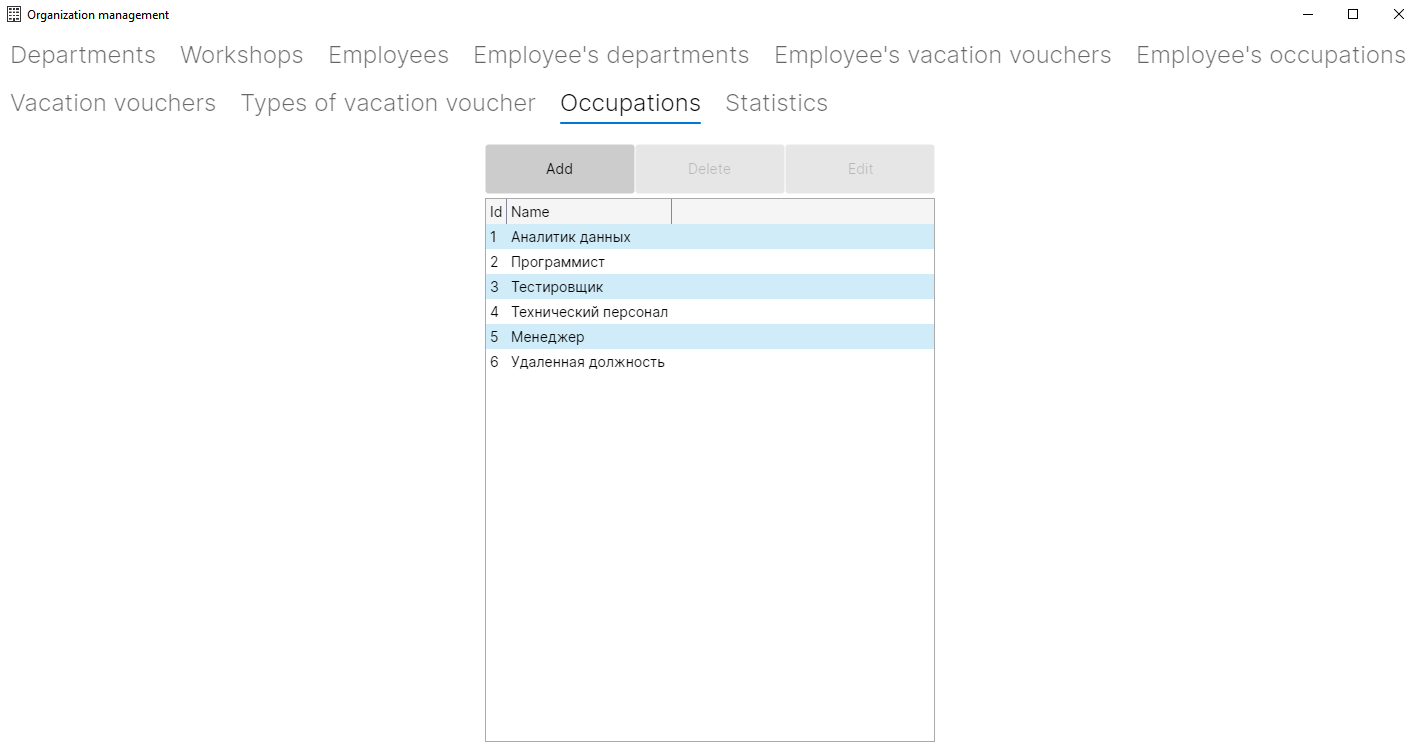 Organization management
Departments Workshops Employees Employee's departments Employee's vacation vouchers Employee's occupations
Vacation vouchers Types of vacation voucher Occupations Statistics
Add Delete Edit
Id Name
1 Аналитик данных
2 Программист
3 Тестировщик
4 Технический персонал
5 Менеджер
6 Удаленная должность